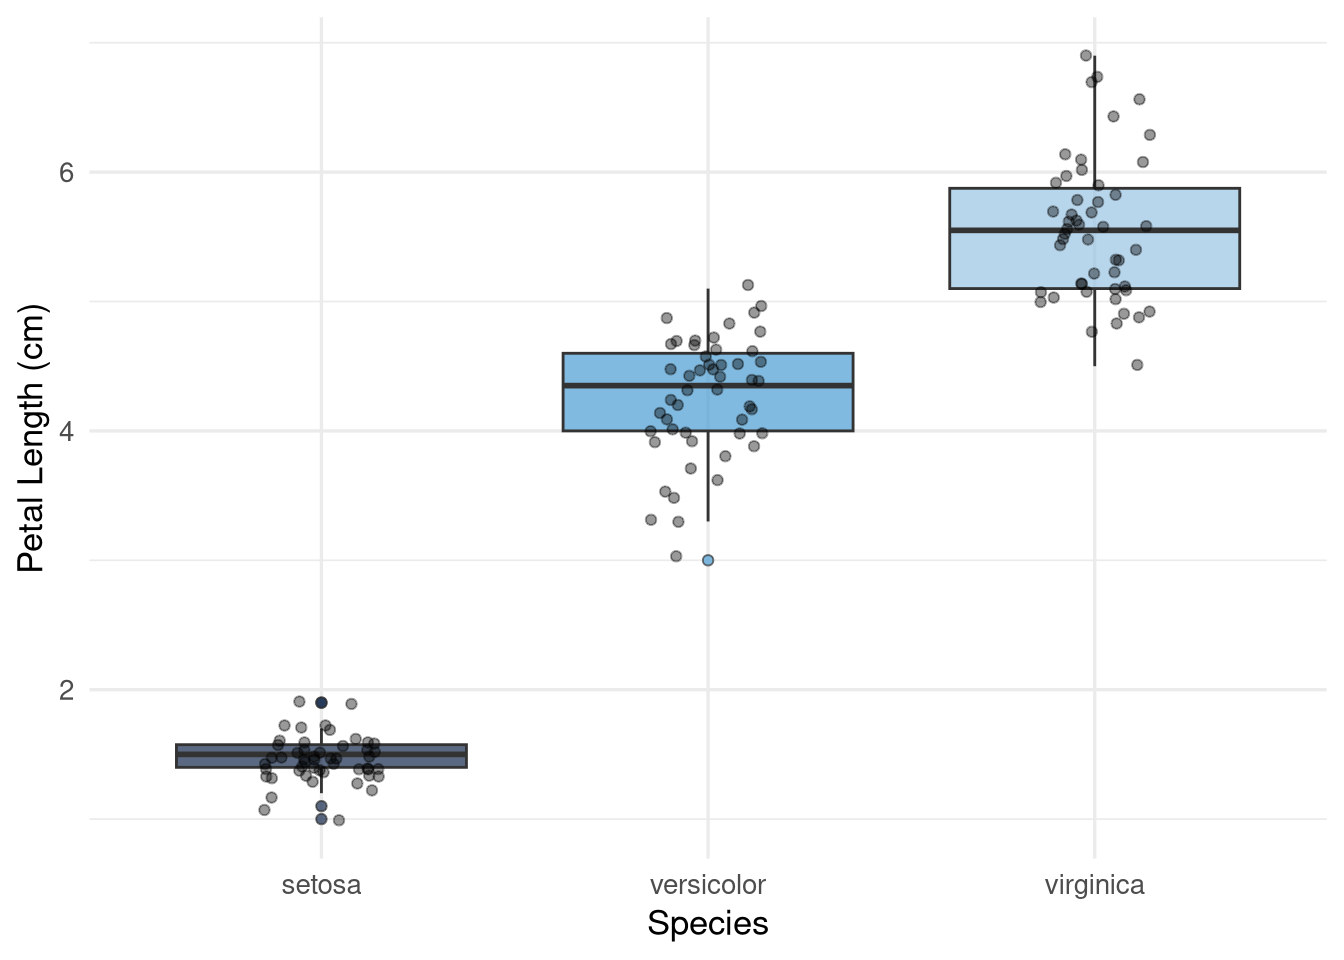 Petal Length (cm)
6
4
2
setosa
versicolor
virginica
Species